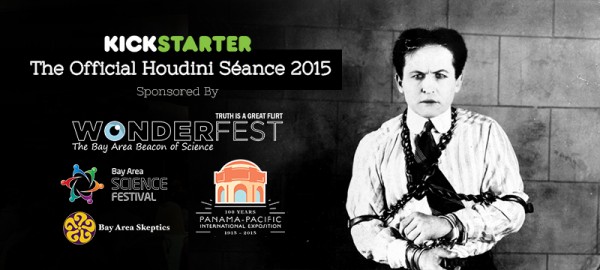 KICKSTARTER
The Official Houdini Séance 2015
Sponsored By
TRUTH IS A GREAT FLIRT
WONDERFEST
The Bay Area Beacon of Science
Bay Area
SCIENCE
FESTIVAL
Bay Area Skeptics
100 YEARS
PANAMA-PACIFIC
INTERNATIONAL EXPOSITION
1915 - 2015